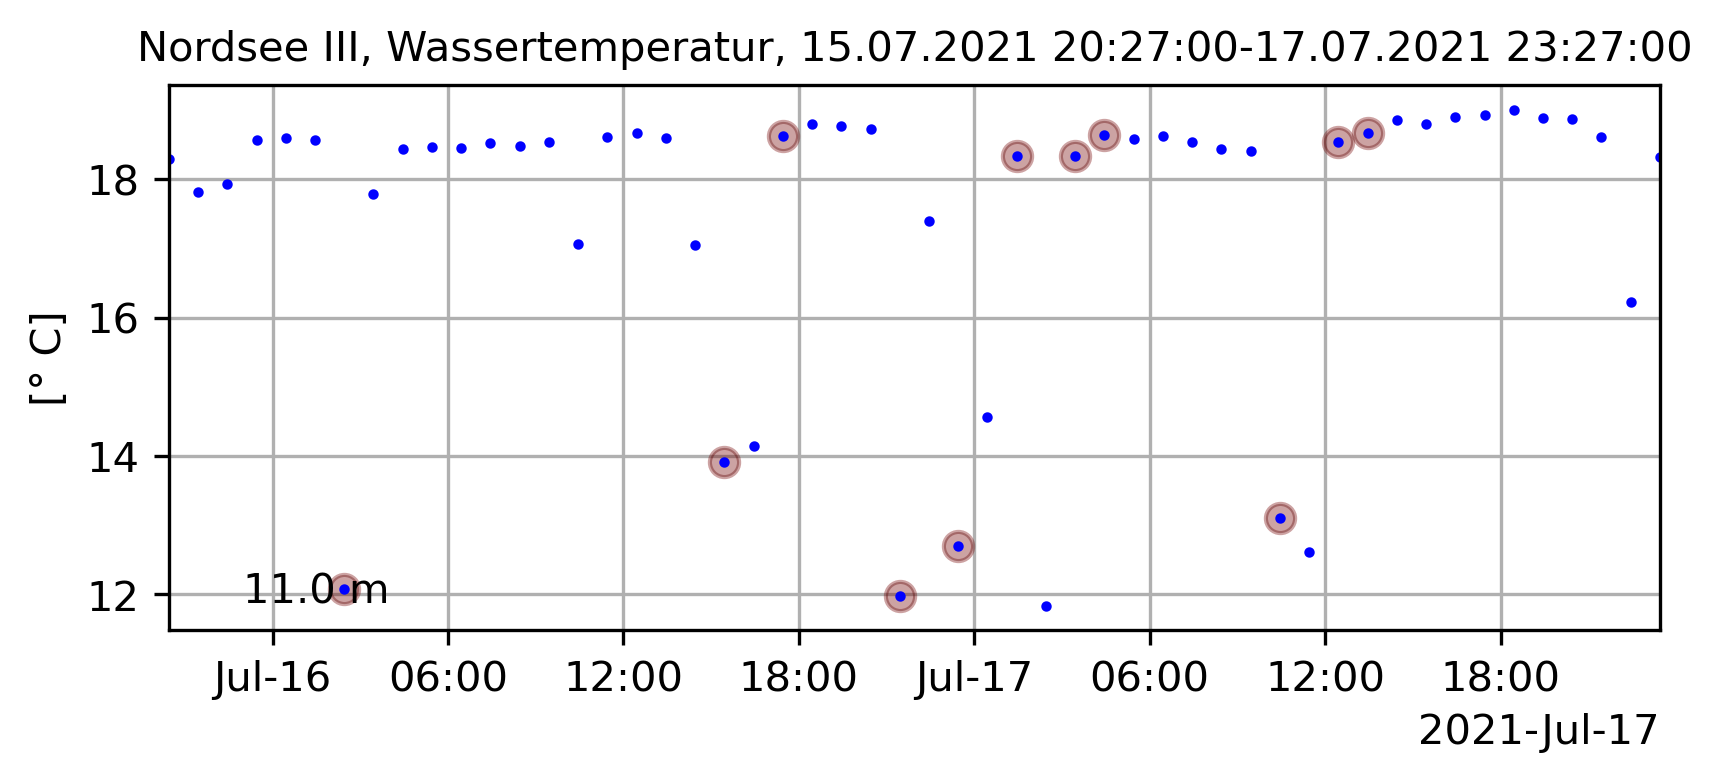 Nordsee III, Wassertemperatur, 15.07.2021 20:27:00-17.07.2021 23:27:00
18
16
14
12
[° C]
11.0 m
Jul-16 06:00 12:00 18:00 Jul-17 06:00 12:00 18:00
2021-Jul-17